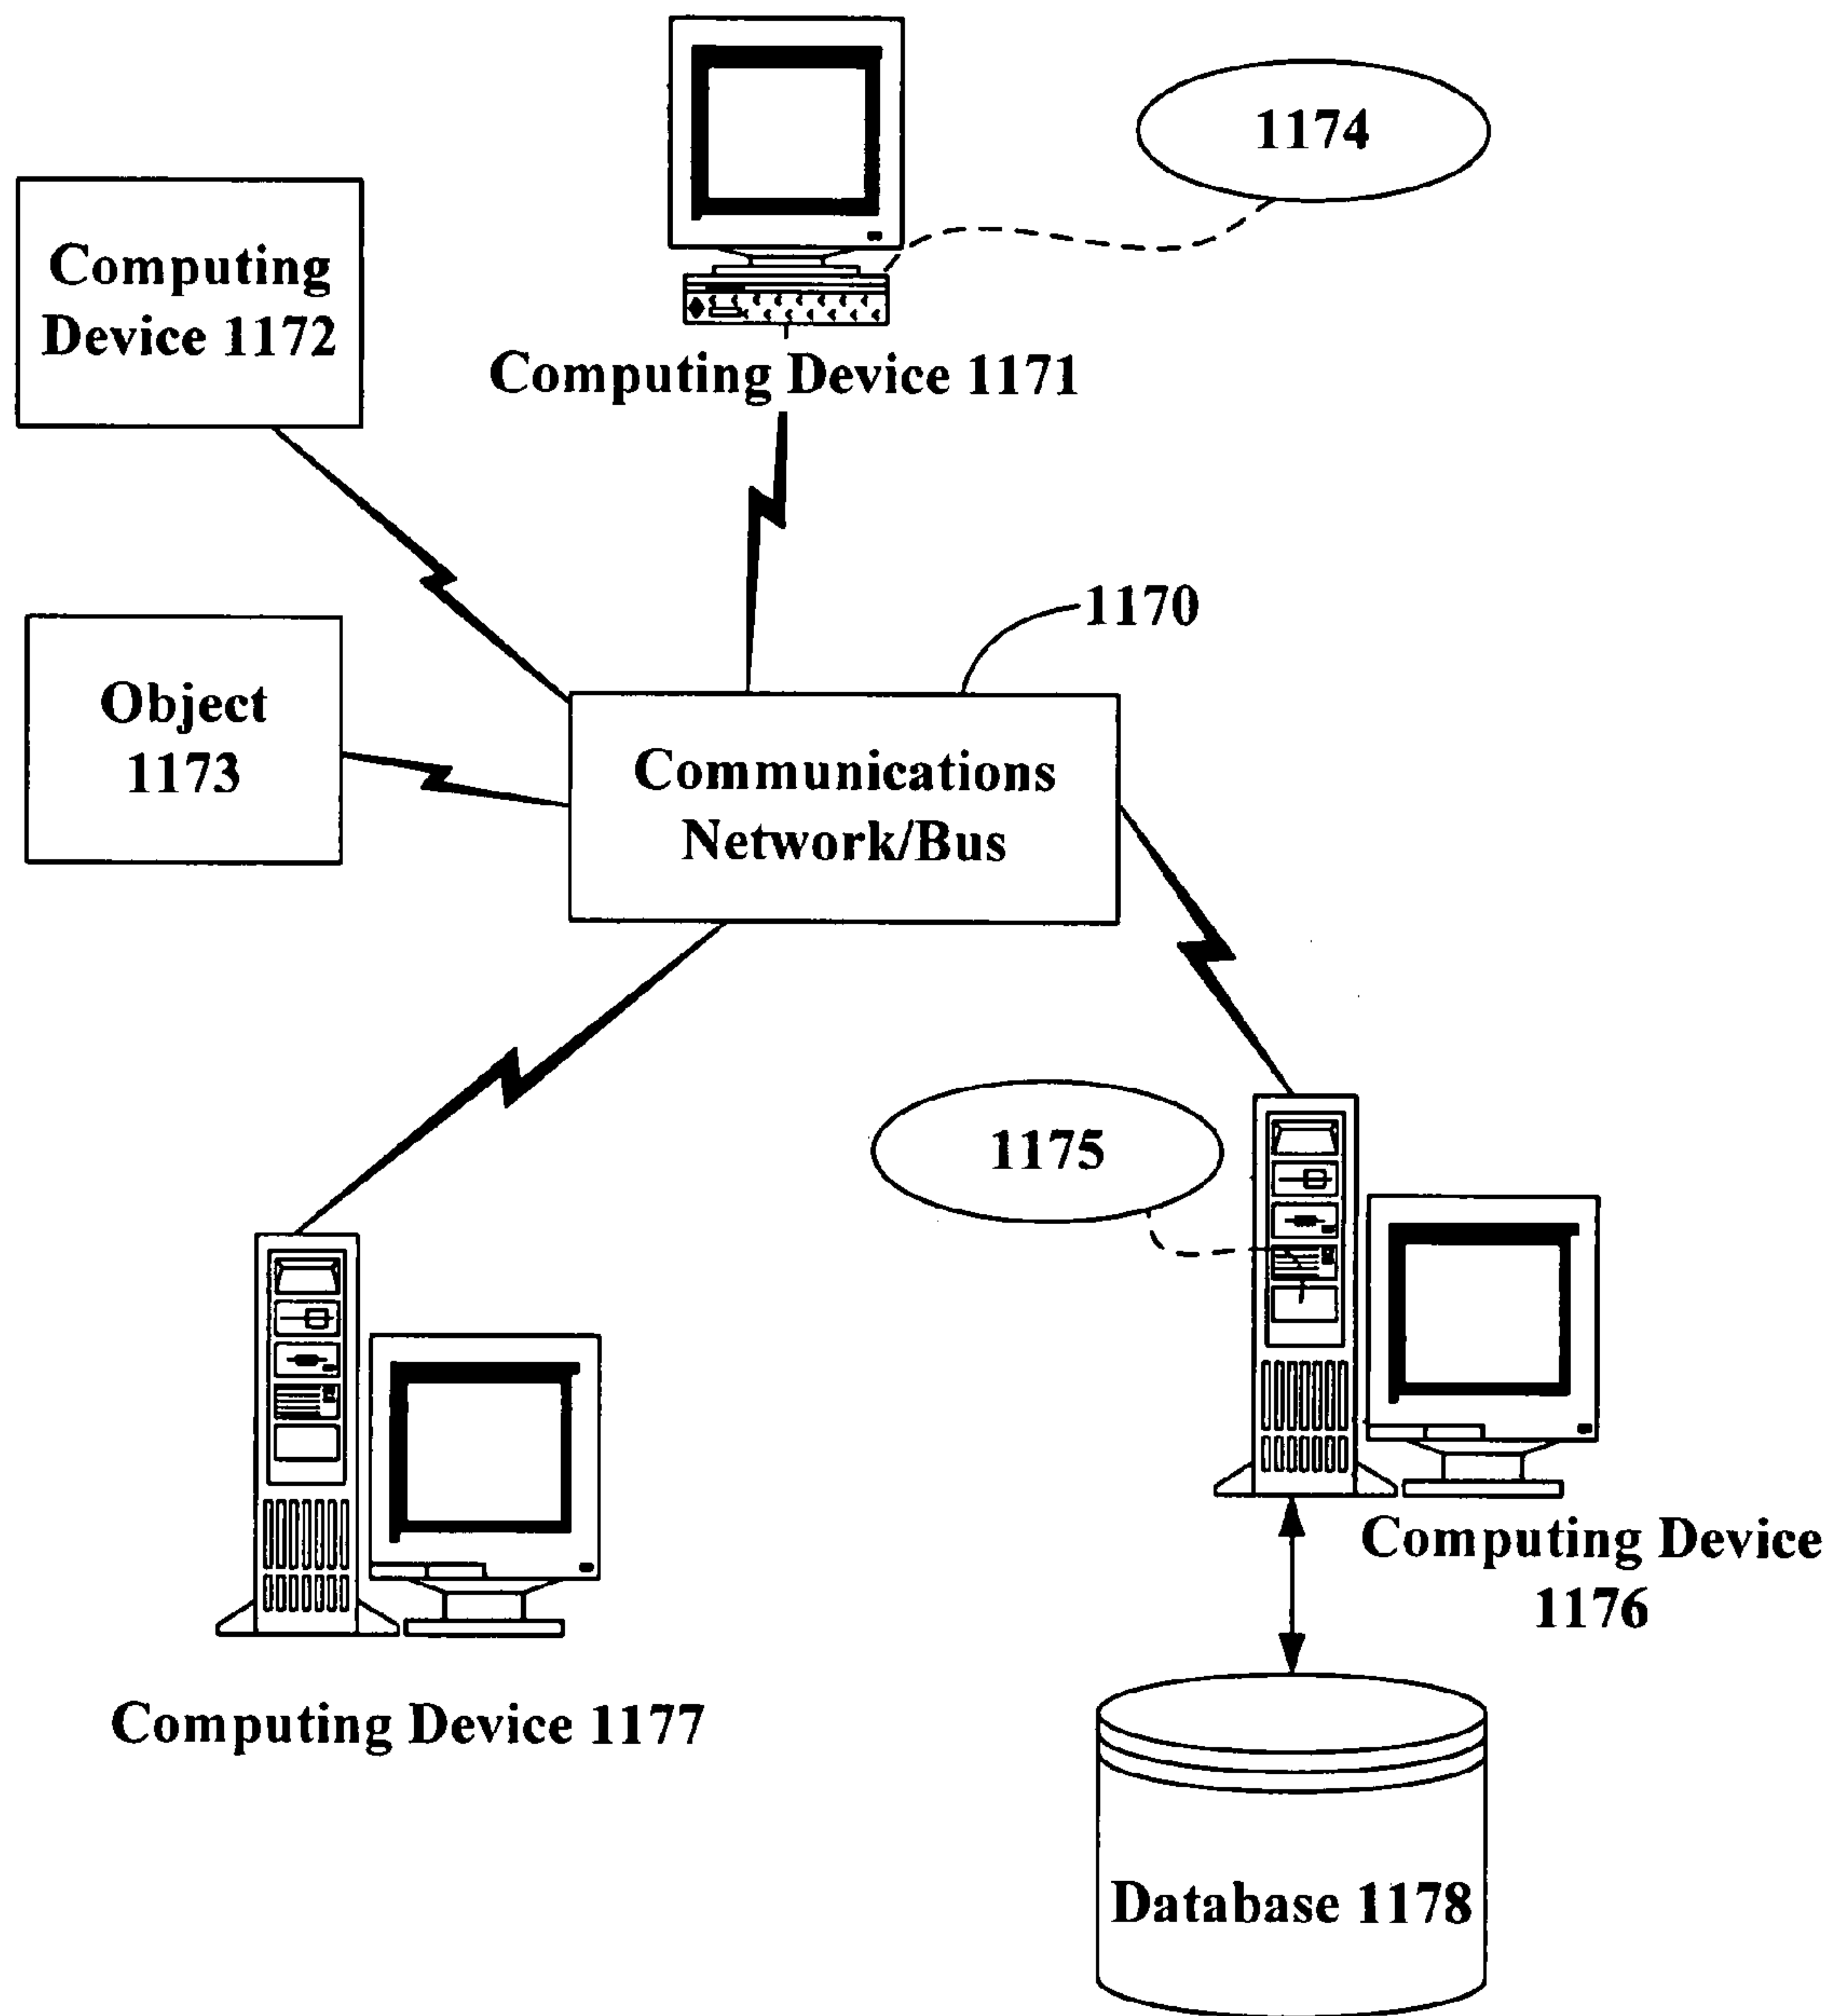 1174
Computing
Device 1172
Computing Device 1171
1170
Object
1173
Communications
Network/Bus
1175
Computing Device
1176
Computing Device 1177
Database 1178